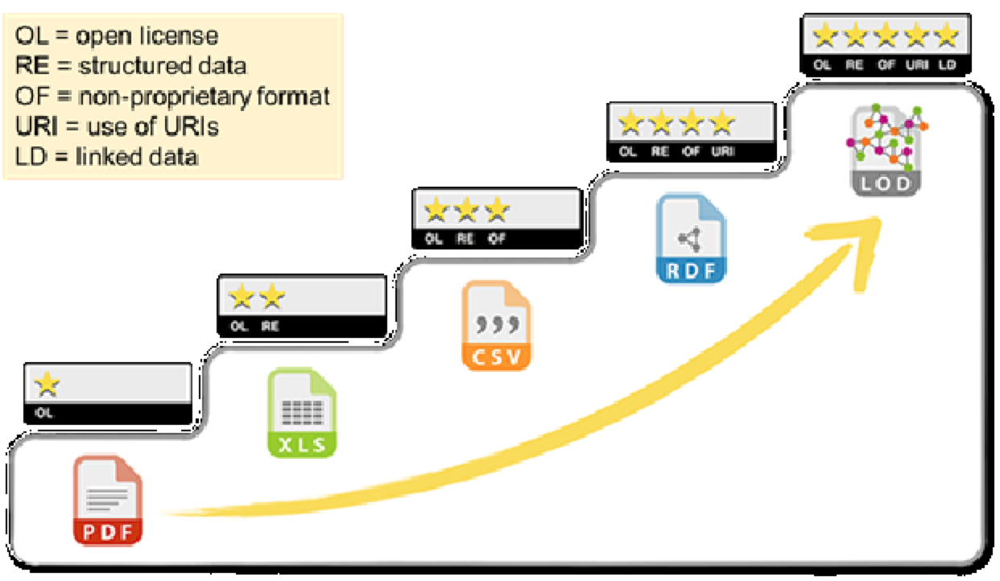 OL = open license
RE = structured data
OF = non-proprietary format
URI = use of URIs
LD = linked data
OL RE OF URI LD
LOD
OL RE OF URI
RDF
OL RE OF
CSV
OL RE
XLS
OL
PDF